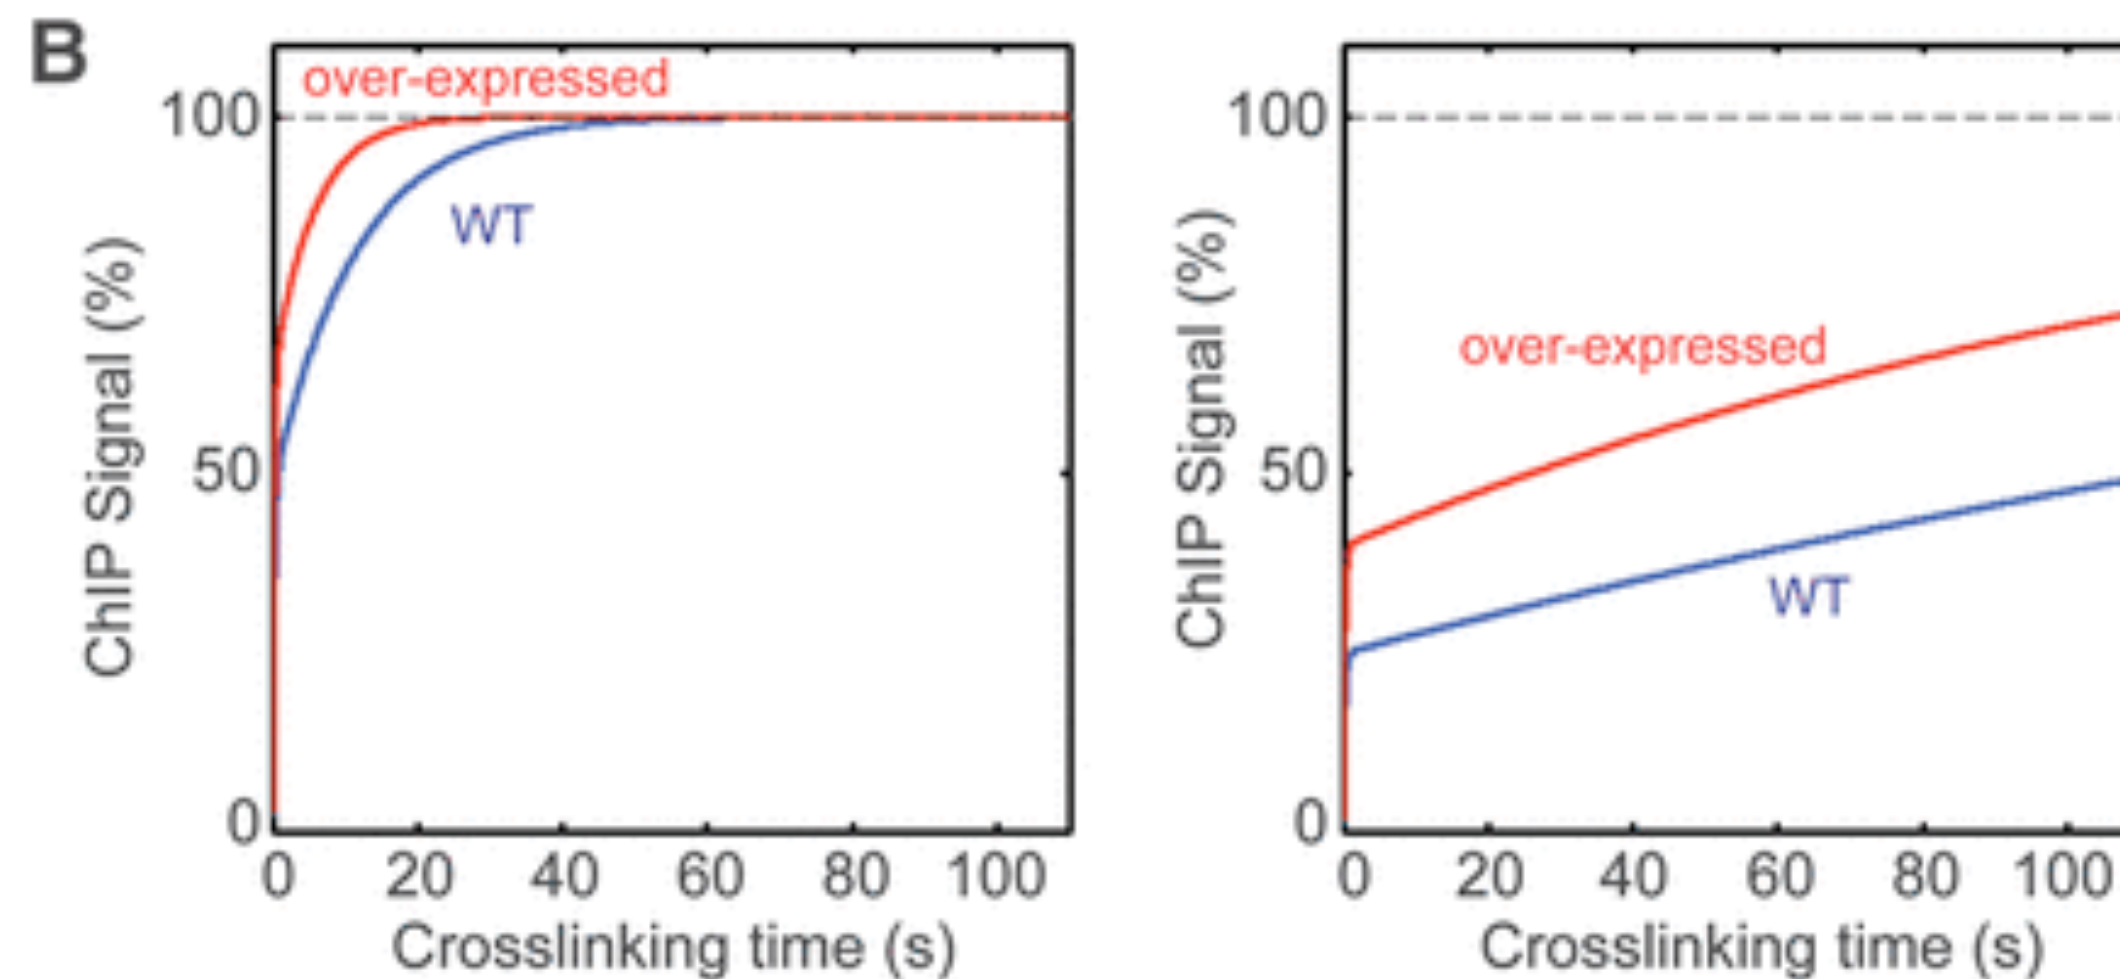 B
over-expressed
100
WT
50
0
0 20 40 60 80 100
Crosslinking time (s)
ChIP Signal (%)
over-expressed
100
WT
50
0
0 20 40 60 80 100
Crosslinking time (s)
ChIP Signal (%)